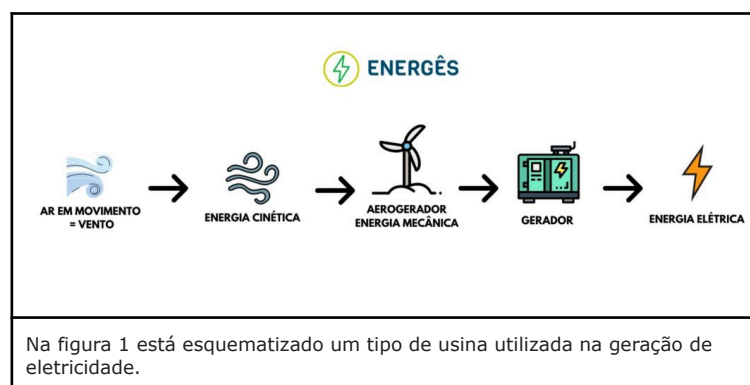 ENERGÊS
AR EM MOVIMENTO
= VENTO
ENERGIA CINÉTICA
AEROGERADOR
ENERGIA MECÂNICA
GERADOR
ENERGIA ELÉTRICA
Na figura 1 está esquematizado um tipo de usina utilizada na geração de
eletricidade.